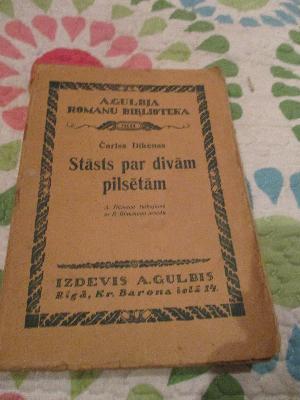 A. GULBJA
ROMANU BIBLIOTEKA
Čarlss Dikenss
Stāsts par divām
pilsētām
IZDEVIS A. GULBIS
Rīgā, Kr. Barona ielā 14.